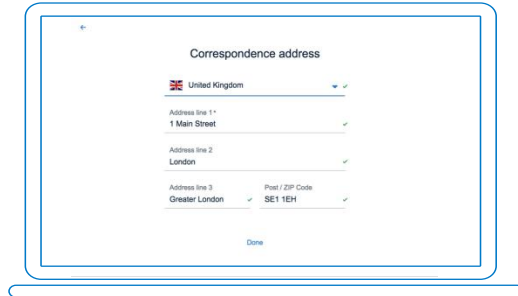 Correspondence address
United Kingdom
Address line 1 *
1 Main Street
Address line 2
London
Address line 3 Post / ZIP Code
Greater London SE1 1EH
Done